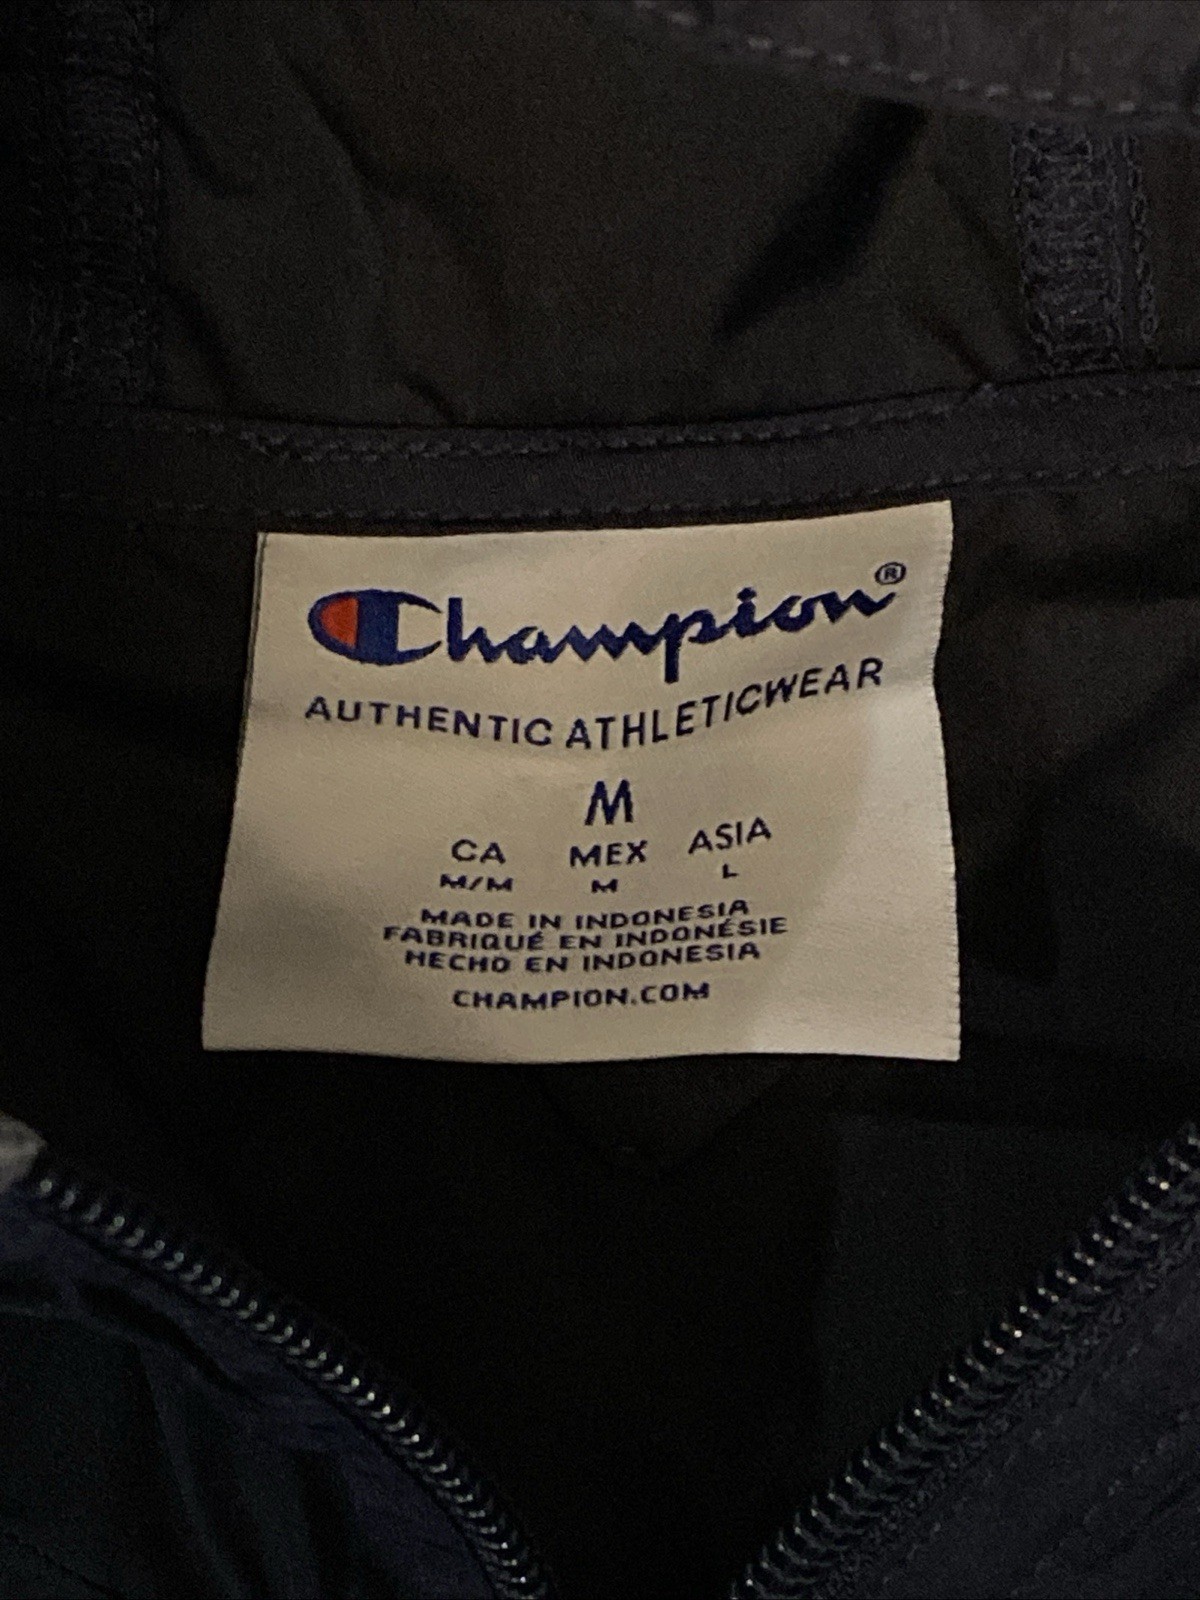 Champion®
AUTHENTIC ATHLETICWEAR
M
CA MEX ASIA
M/M M L
MADE IN INDONESIA
FABRIQUÉ EN INDONÉSIE
HECHO EN INDONESIA
CHAMPION.COM